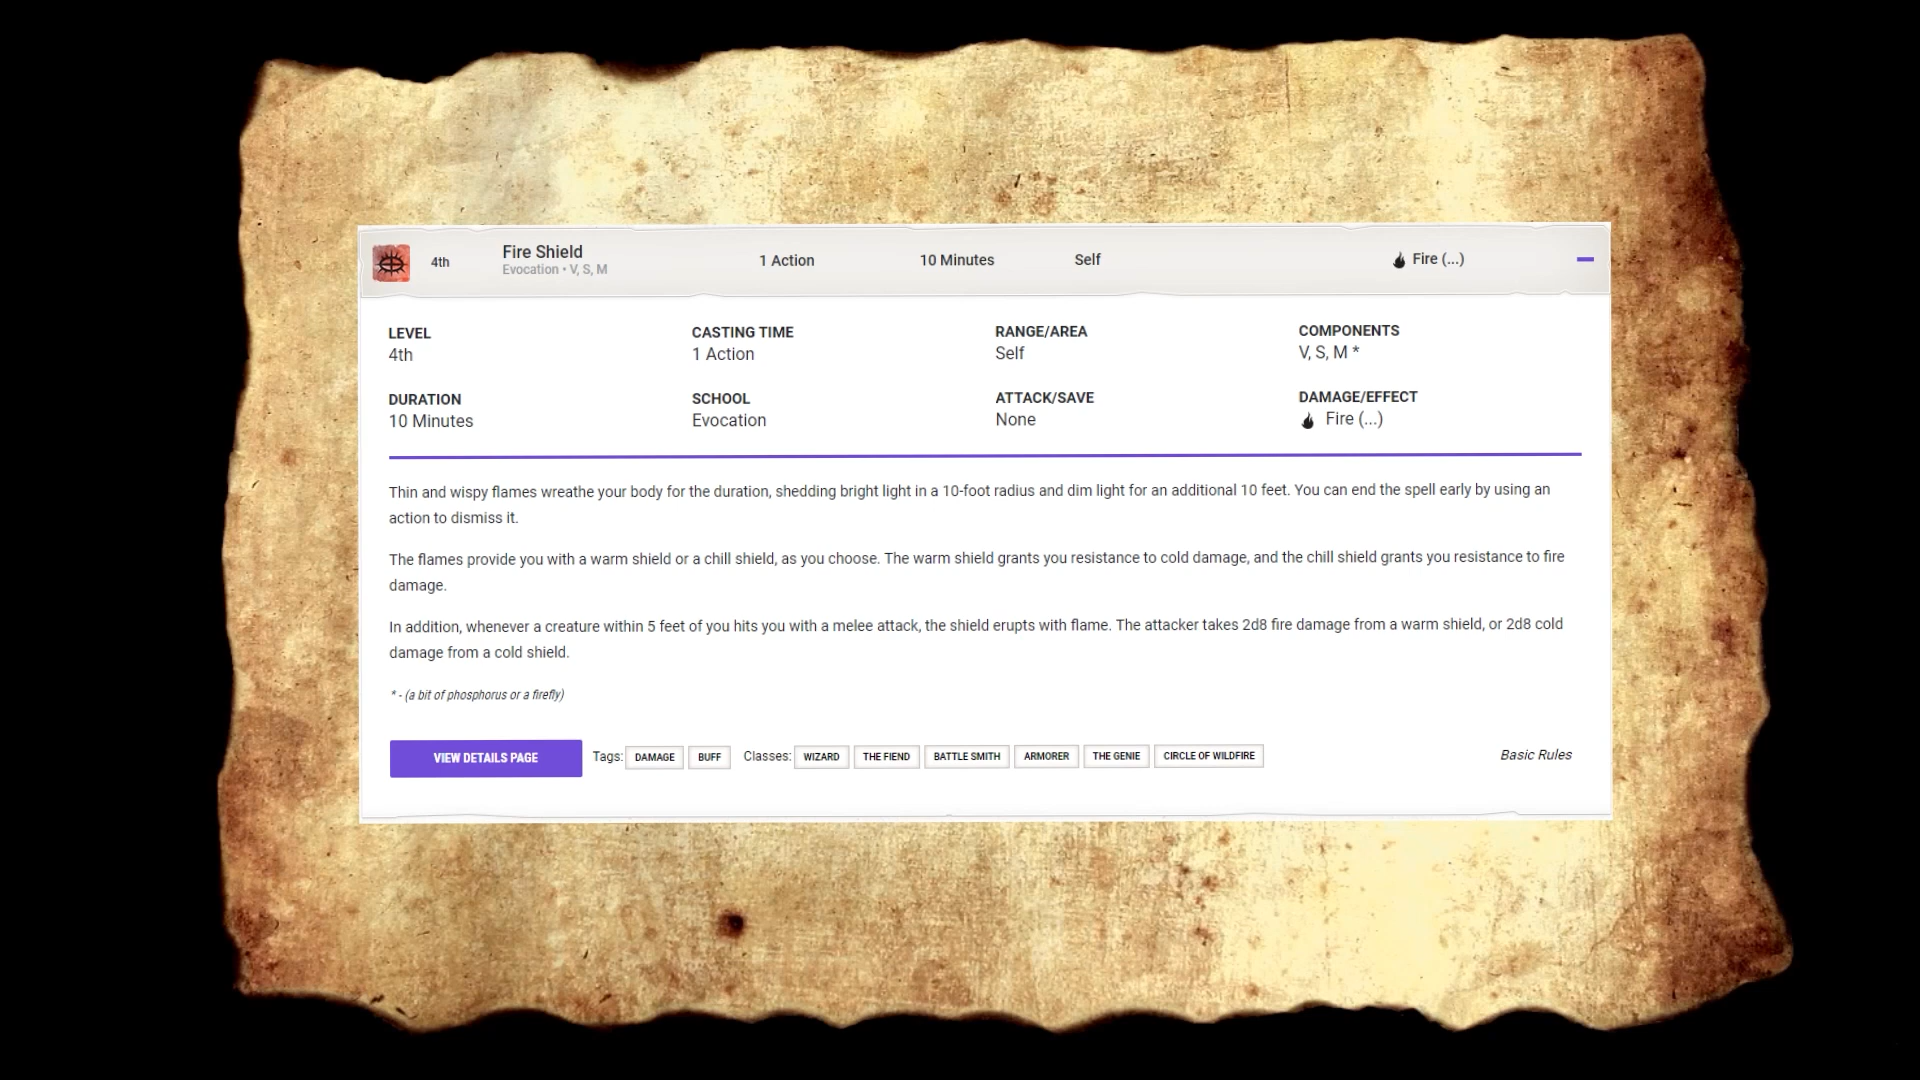 4th
Fire Shield
Evocation • V, S, M
1 Action
10 Minutes
Self
Fire (...)
LEVEL
4th
CASTING TIME
1 Action
RANGE/AREA
Self
COMPONENTS
V, S, M *
DURATION
10 Minutes
SCHOOL
Evocation
ATTACK/SAVE
None
DAMAGE/EFFECT
Fire (...)
Thin and wispy flames wreathe your body for the duration, shedding bright light in a 10-foot radius and dim light for an additional 10 feet. You can end the spell early by using an
action to dismiss it.
The flames provide you with a warm shield or a chill shield, as you choose. The warm shield grants you resistance to cold damage, and the chill shield grants you resistance to fire
damage.
In addition, whenever a creature within 5 feet of you hits you with a melee attack, the shield erupts with flame. The attacker takes 2d8 fire damage from a warm shield, or 2d8 cold
damage from a cold shield.
* - (a bit of phosphorus or a firefly)
VIEW DETAILS PAGE
Tags: DAMAGE BUFF Classes: WIZARD THE FIEND BATTLE SMITH ARMORER THE GENIE CIRCLE OF WILDFIRE
Basic Rules